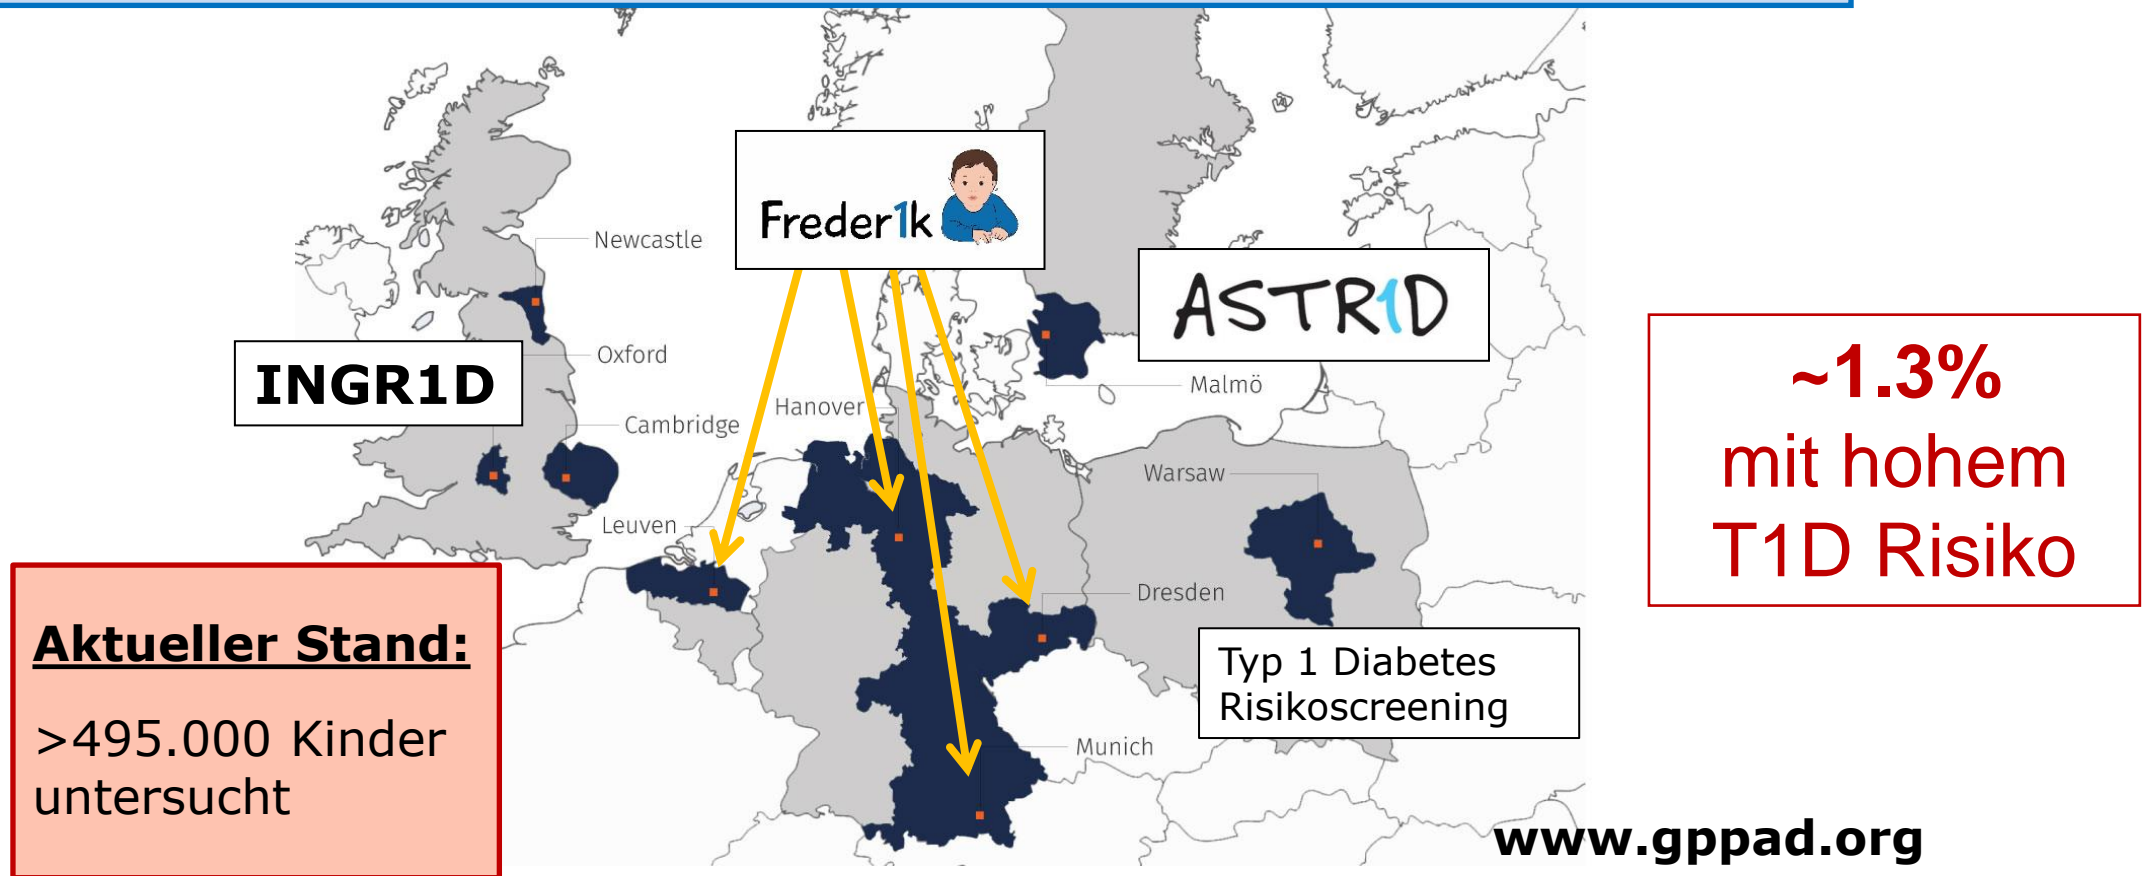 Freder1k
Newcastle
ASTR1D
INGR1D
Oxford
~1.3%
mit hohem
T1D Risiko
Malmö
Hanover
Cambridge
Warsaw
Leuven
Dresden
Aktueller Stand:
>495.000 Kinder
untersucht
Typ 1 Diabetes
Risikoscreening
Munich
www.gppad.org